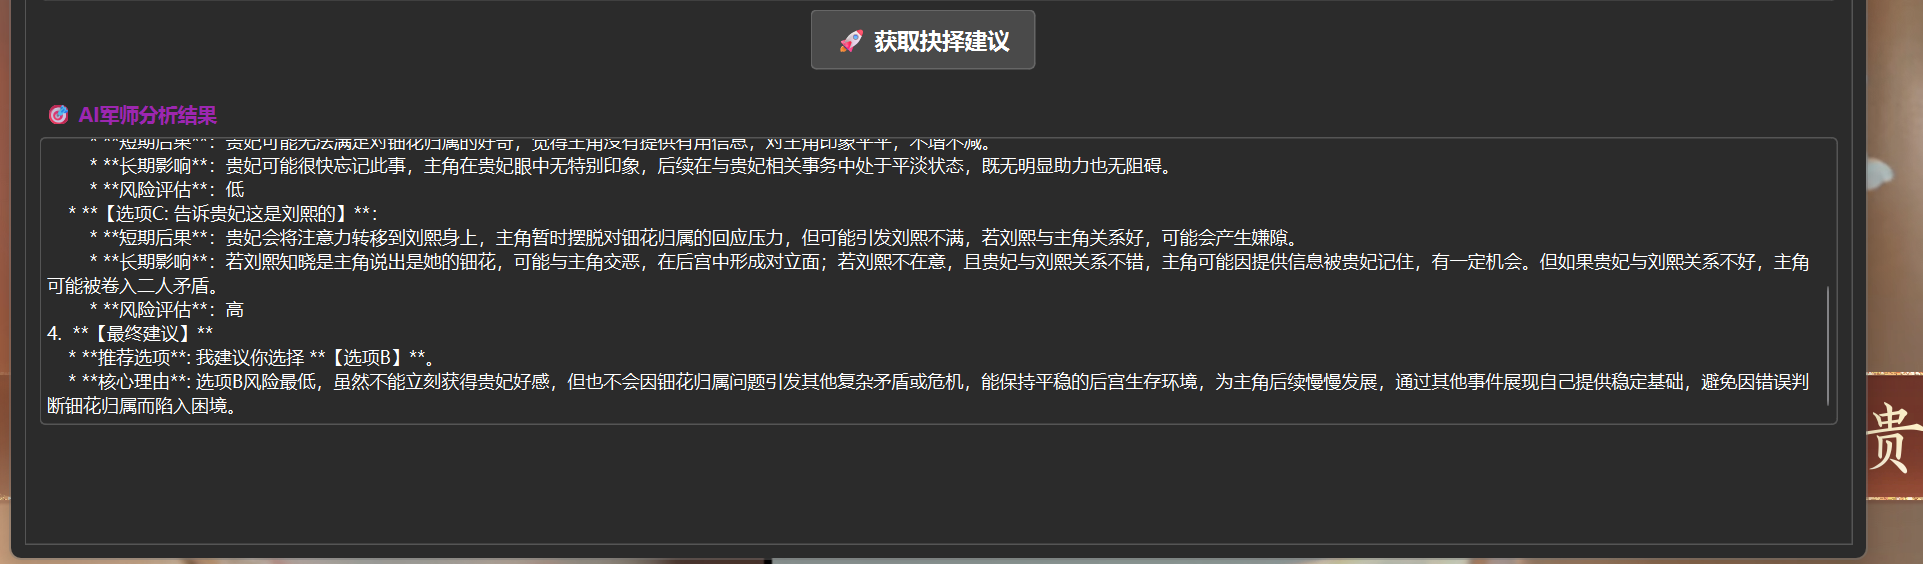 🚀 获取抉择建议
🎯 AI军师分析结果
* **短期后果**：贵妃可能无法满足对钿花归属的好奇，觉得主角没有提供有用信息，对主角印象平平，不增不减。
* **长期影响**：贵妃可能很快忘记此事，主角在贵妃眼中无特别印象，后续在与贵妃相关事务中处于平淡状态，既无明显助力也无阻碍。
* **风险评估**：低
* **【选项C: 告诉贵妃这是刘熙的】**：
* **短期后果**：贵妃会将注意力转移到刘熙身上，主角暂时摆脱对钿花归属的回应压力，但可能引发刘熙不满，若刘熙与主角关系好，可能会产生嫌隙。
* **长期影响**：若刘熙知晓是主角说出是她的钿花，可能与主角交恶，在后宫中形成对立面；若刘熙不在意，且贵妃与刘熙关系不错，主角可能因提供信息被贵妃记住，有一定机会。但如果贵妃与刘熙关系不好，主角
可能被卷入二人矛盾。
* **风险评估**：高
4. **【最终建议】**
* **推荐选项**: 我建议你选择 **【选项B】**。
* **核心理由**: 选项B风险最低，虽然不能立刻获得贵妃好感，但也不会因钿花归属问题引发其他复杂矛盾或危机，能保持平稳的后宫生存环境，为主角后续慢慢发展，通过其他事件展现自己提供稳定基础，避免因错误判
断钿花归属而陷入困境。
贵